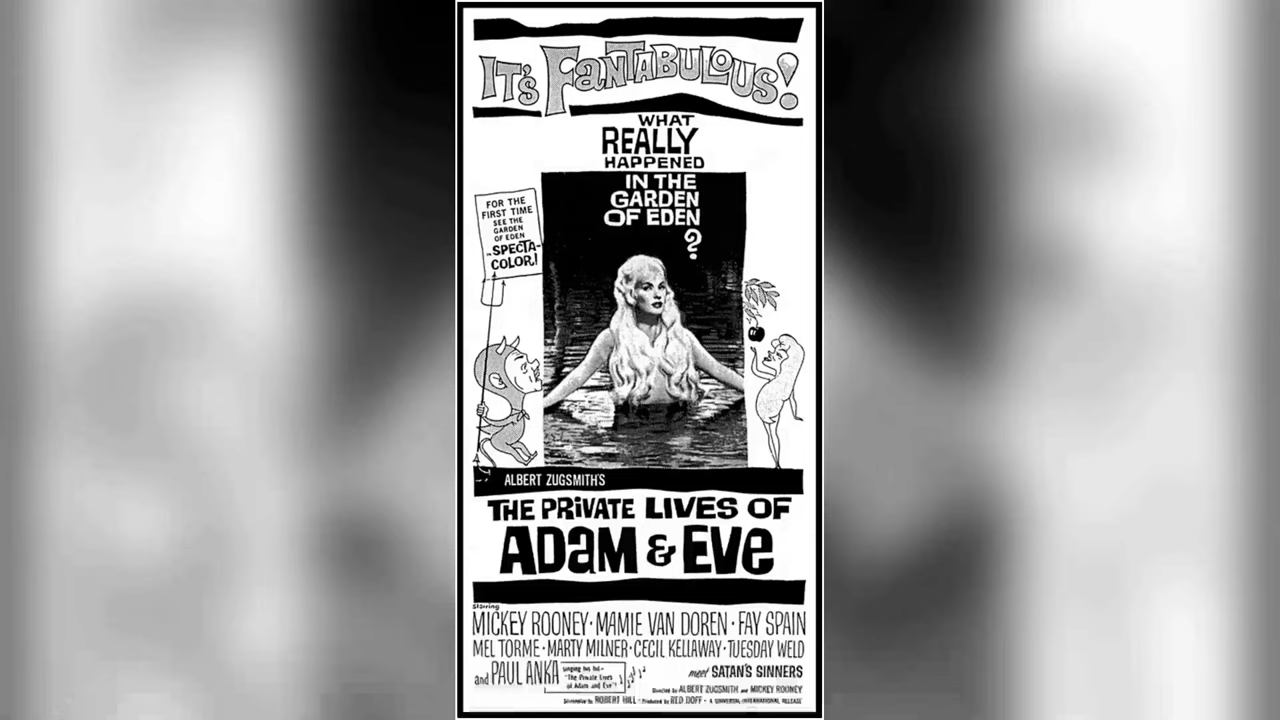 IT'S FANTABULOUS!
WHAT
REALLY
HAPPENED
IN THE
GARDEN
OF EDEN
?
FOR THE
FIRST TIME
SEE THE
GARDEN
OF EDEN
IN SPECTA-
COLOR!
ALBERT ZUGSMITH'S
THE PRIVATE LIVES OF
ADAM & EVE
starring
MICKEY ROONEY · MAMIE VAN DOREN · FAY SPAIN
MEL TORME · MARTY MILNER · CECIL KELLAWAY · TUESDAY WELD
and PAUL ANKA
singing his hit—
"The Private Lives
of Adam and Eve"!
meet SATAN'S SINNERS
Directed by ALBERT ZUGSMITH and MICKEY ROONEY
Screenplay by ROBERT HILL · Produced by RED DOFF · A UNIVERSAL-INTERNATIONAL RELEASE